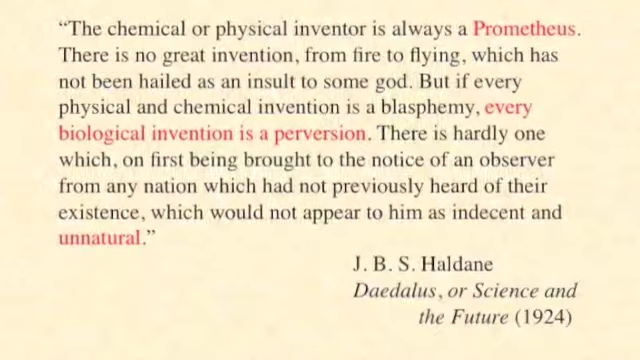 “The chemical or physical inventor is always a Prometheus.
There is no great invention, from fire to flying, which has
not been hailed as an insult to some god. But if every
physical and chemical invention is a blasphemy, every
biological invention is a perversion. There is hardly one
which, on first being brought to the notice of an observer
from any nation which had not previously heard of their
existence, which would not appear to him as indecent and
unnatural.”
J. B. S. Haldane
Daedalus, or Science and
the Future (1924)